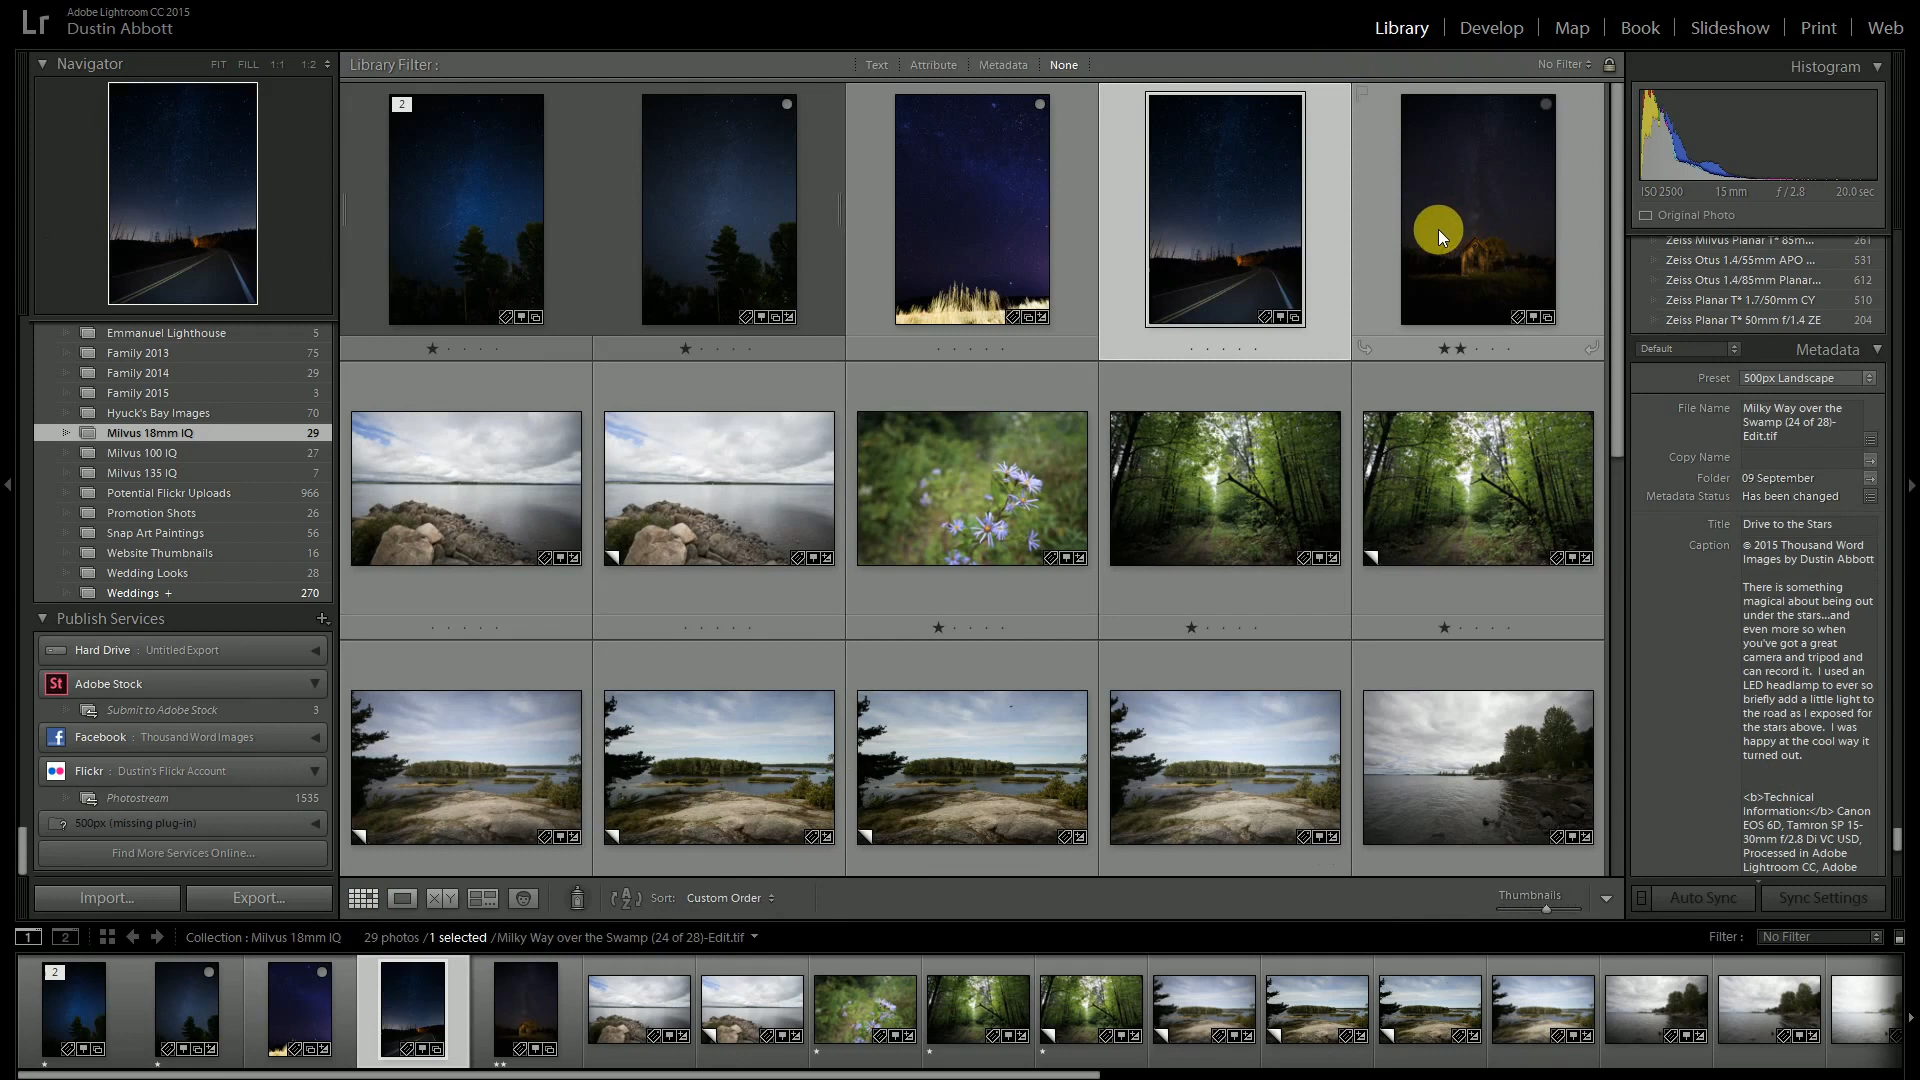 Lr
Adobe Lightroom CC 2015
Dustin Abbott
Library
Develop
Map
Book
Slideshow
Print
Web
Navigator
FIT
FILL
1:1
1:2
Library Filter :
Text
Attribute
Metadata
None
No Filter
Histogram
ISO 2500
15 mm
ƒ / 2.8
20.0 sec
Original Photo
2
Zeiss Milvus Planar T* 85m... 261
Zeiss Otus 1.4/55mm APO ... 531
Zeiss Otus 1.4/85mm Planar... 612
Zeiss Planar T* 1.7/50mm CY 510
Zeiss Planar T* 50mm f/1.4 ZE 204
Emmanuel Lighthouse 5
Family 2013 75
Family 2014 29
Family 2015 3
Hyuck's Bay Images 70
Milvus 18mm IQ 29
Milvus 100 IQ 27
Milvus 135 IQ 7
Potential Flickr Uploads 966
Promotion Shots 26
Snap Art Paintings 56
Website Thumbnails 16
Wedding Looks 28
Weddings + 270
Publish Services
Hard Drive : Untitled Export
St Adobe Stock
Submit to Adobe Stock 3
f Facebook : Thousand Word Images
Flickr : Dustin's Flickr Account
Photostream 1535
500px (missing plug-in)
Find More Services Online...
Import...
Export...
Default
Metadata
Preset 500px Landscape
File Name Milky Way over the
Swamp (24 of 28)-
Edit.tif
Copy Name
Folder 09 September
Metadata Status Has been changed
Title Drive to the Stars
Caption © 2015 Thousand Word
Images by Dustin Abbott
There is something
magical about being out
under the stars...and
even more so when
you've got a great
camera and tripod and
can record it. I used an
LED headlamp to ever so
briefly add a little light to
the road as I exposed for
the stars above. I was
happy at the cool way it
turned out.
<b>Technical
Information:</b> Canon
EOS 6D, Tamron SP 15-
30mm f/2.8 Di VC USD,
Processed in Adobe
Lightroom CC, Adobe
XY
Sort: Custom Order
Thumbnails
Auto Sync
Sync Settings
1
2
Collection : Milvus 18mm IQ
29 photos / 1 selected / Milky Way over the Swamp (24 of 28)-Edit.tif
Filter : No Filter
2